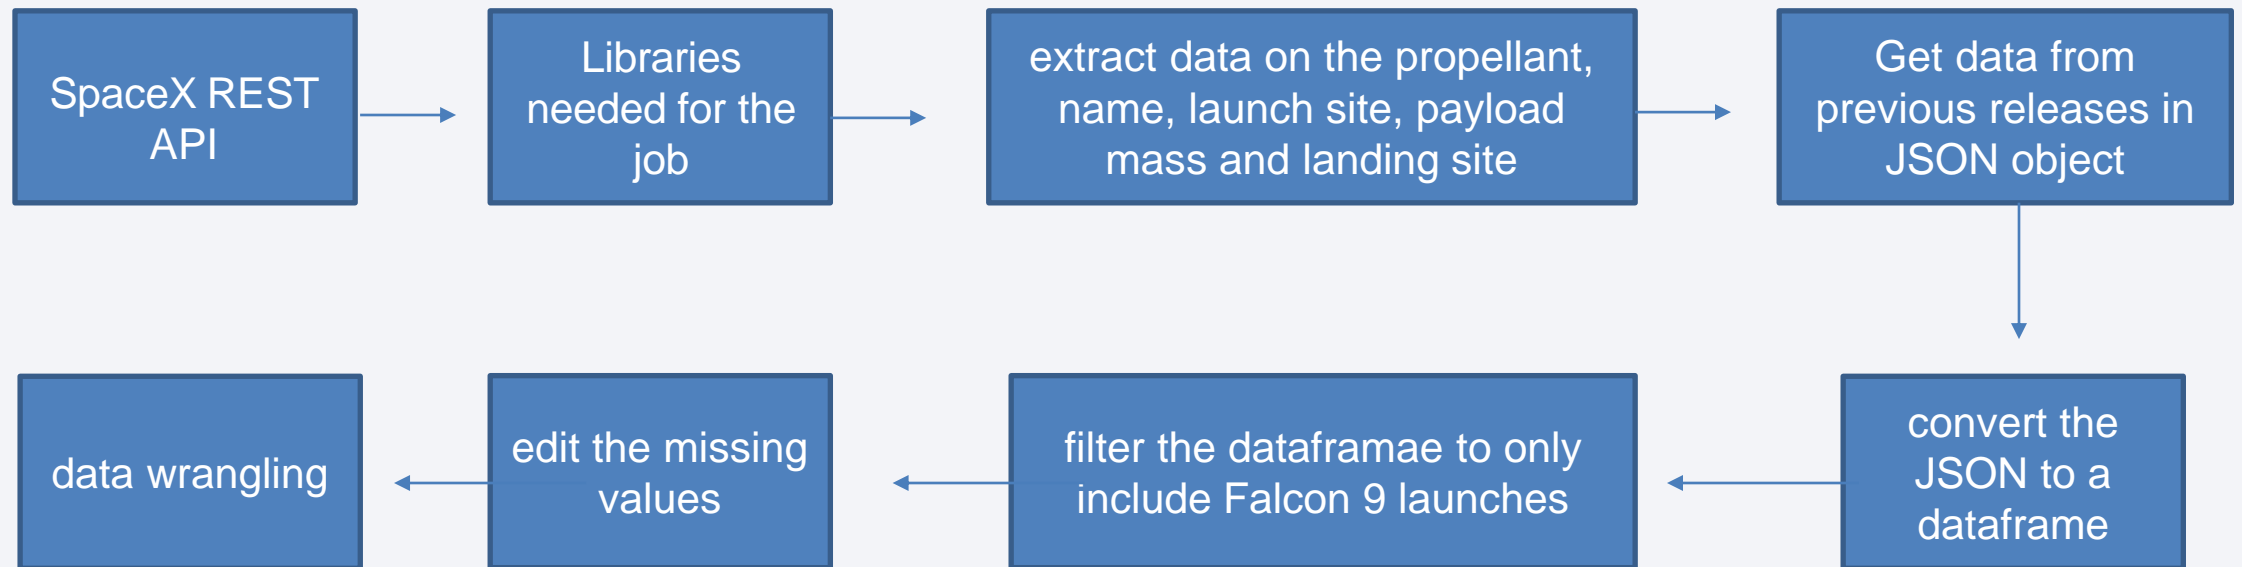 SpaceX REST
API
Libraries
needed for the
job
extract data on the propellant,
name, launch site, payload
mass and landing site
Get data from
previous releases in
JSON object
convert the
JSON to a
dataframe
filter the dataframae to only
include Falcon 9 launches
edit the missing
values
data wrangling